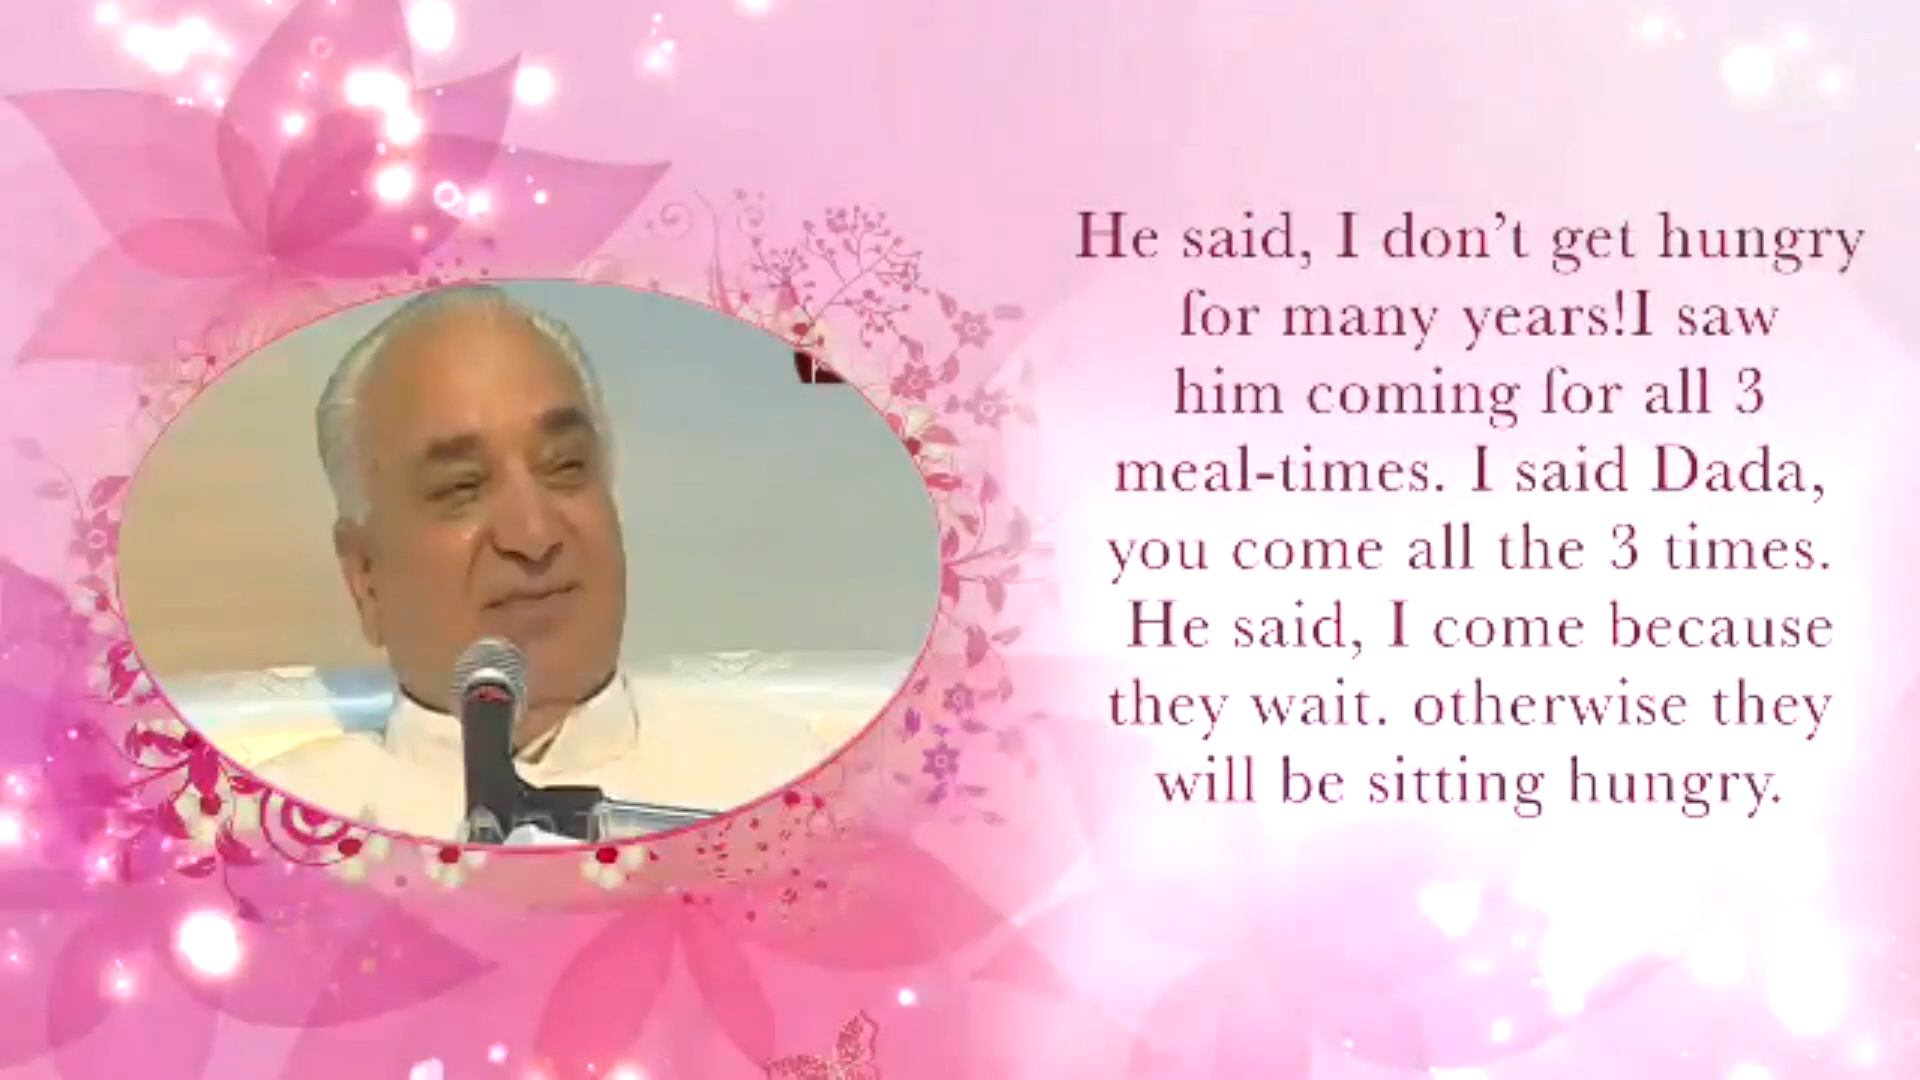 He said, I don't get hungry
for many years!I saw
him coming for all 3
meal-times. I said Dada,
you come all the 3 times.
He said, I come because
they wait. otherwise they
will be sitting hungry.